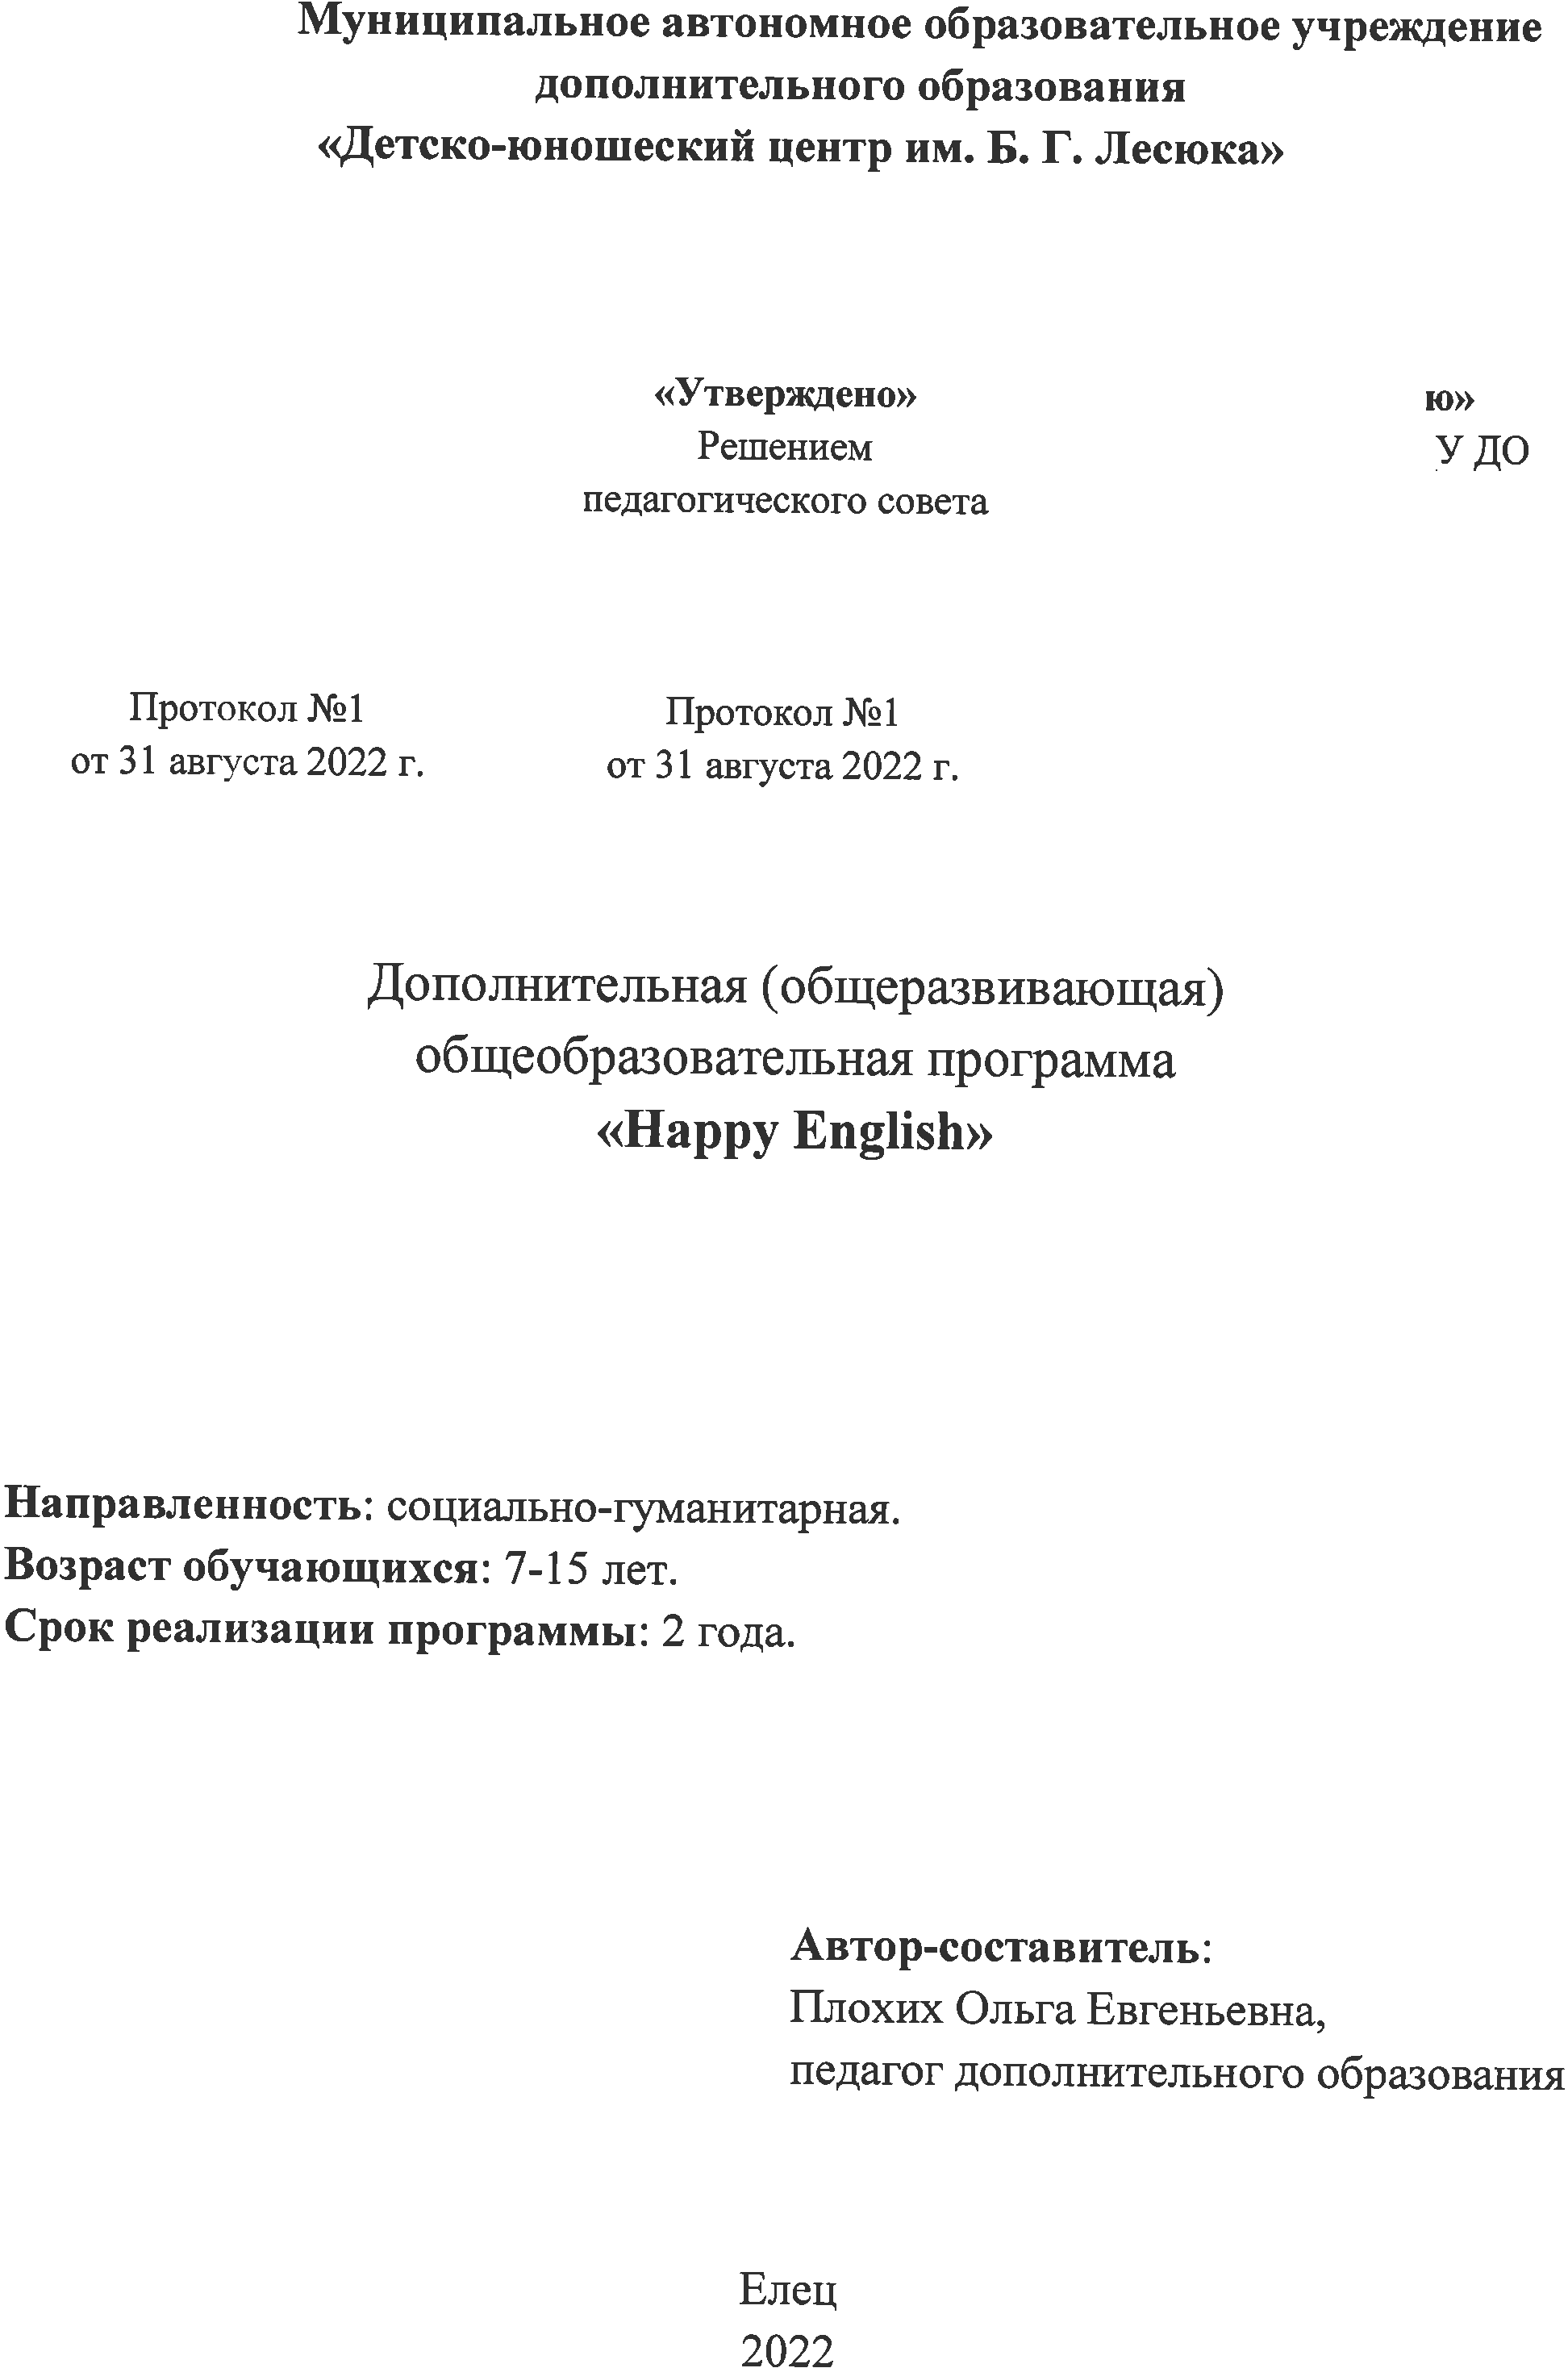 Муниципальное автономное образовательное учреждение
дополнительного образования
«Детско-юношеский центр им. Б. Г. Лесюка»
«Утверждено»
Решением
педагогического совета
ю»
У ДО
Протокол №1
от 31 августа 2022 г.
Протокол №1
от 31 августа 2022 г.
Дополнительная (общеразвивающая)
общеобразовательная программа
«Happy English»
Направленность: социально-гуманитарная.
Возраст обучающихся: 7-15 лет.
Срок реализации программы: 2 года.
Автор-составитель:
Плохих Ольга Евгеньевна,
педагог дополнительного образования
Елец
2022